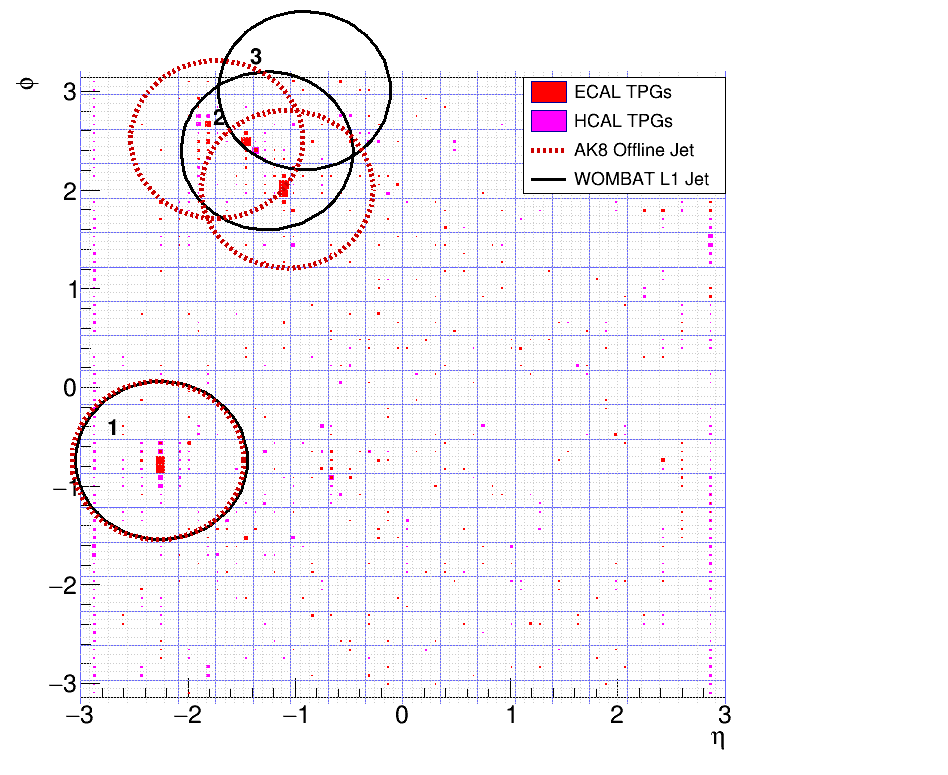 ϕ
3
2
1
0
−1
−2
−3
3
2
1
ECAL TPGs
HCAL TPGs
AK8 Offline Jet
WOMBAT L1 Jet
−3 −2 −1 0 1 2 3
η